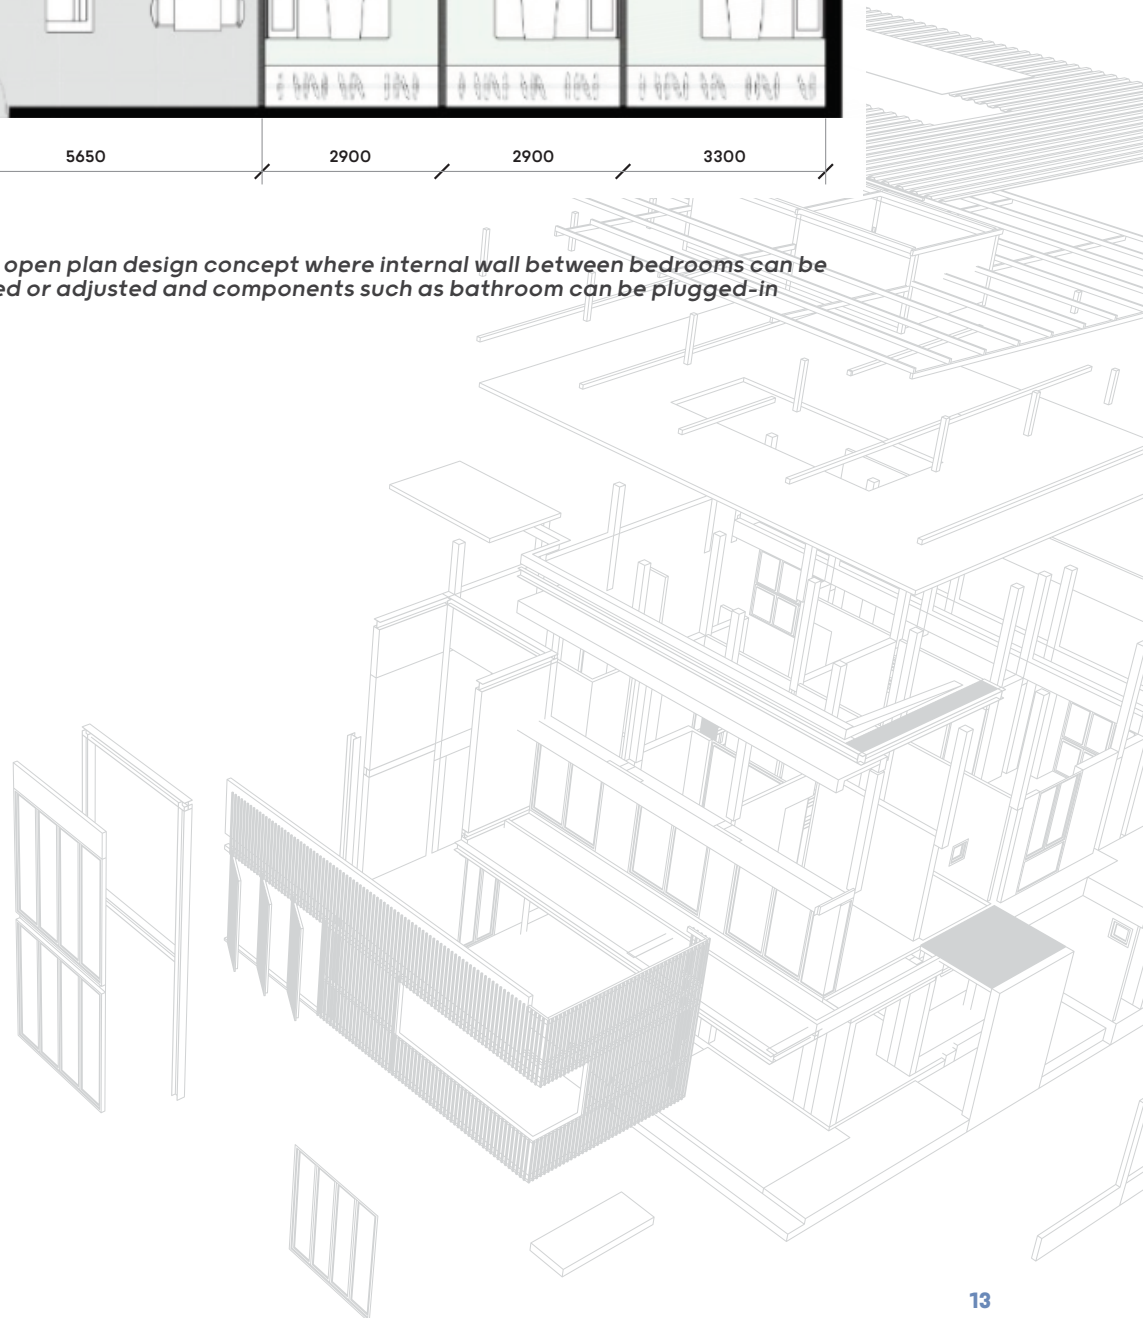 5650 2900 2900 3300
open plan design concept where internal wall between bedrooms can be
or adjusted and components such as bathroom can be plugged-in
13